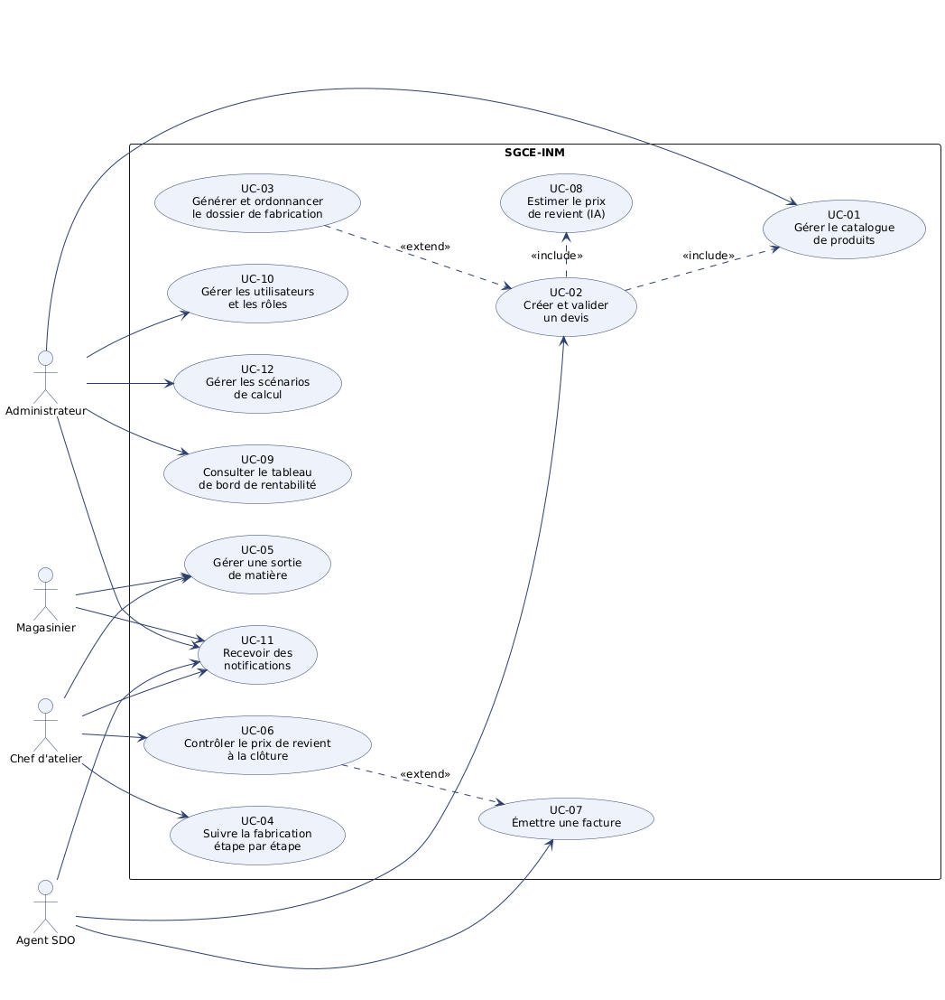 SGCE-INM
UC-03
Générer et ordonnancer
le dossier de fabrication
UC-08
Estimer le prix
de revient (IA)
UC-01
Gérer le catalogue
de produits
«extend»
«include»
«include»
UC-10
Gérer les utilisateurs
et les rôles
UC-02
Créer et valider
un devis
UC-12
Gérer les scénarios
de calcul
Administrateur
UC-09
Consulter le tableau
de bord de rentabilité
UC-05
Gérer une sortie
de matière
Magasinier
UC-11
Recevoir des
notifications
UC-06
Contrôler le prix de revient
à la clôture
Chef d'atelier
«extend»
UC-07
Émettre une facture
UC-04
Suivre la fabrication
étape par étape
Agent SDO